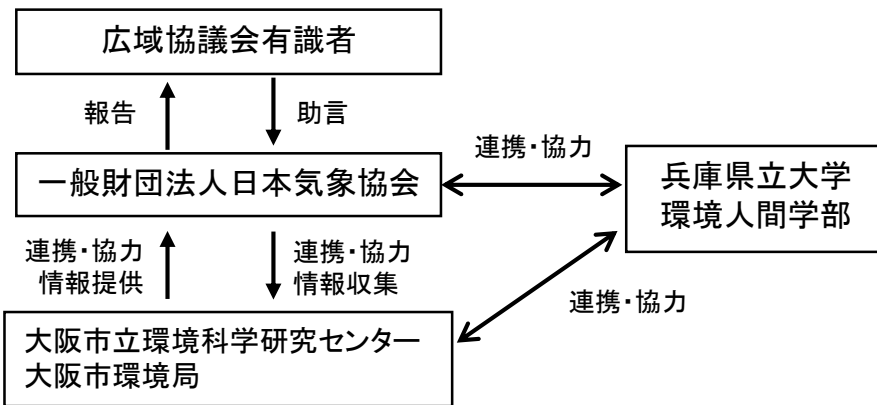 広域協議会有識者
報告
助言
連携・協力
一般財団法人日本気象協会
兵庫県立大学
環境人間学部
連携・協力
情報提供
連携・協力
情報収集
連携・協力
大阪市立環境科学研究センター
大阪市環境局